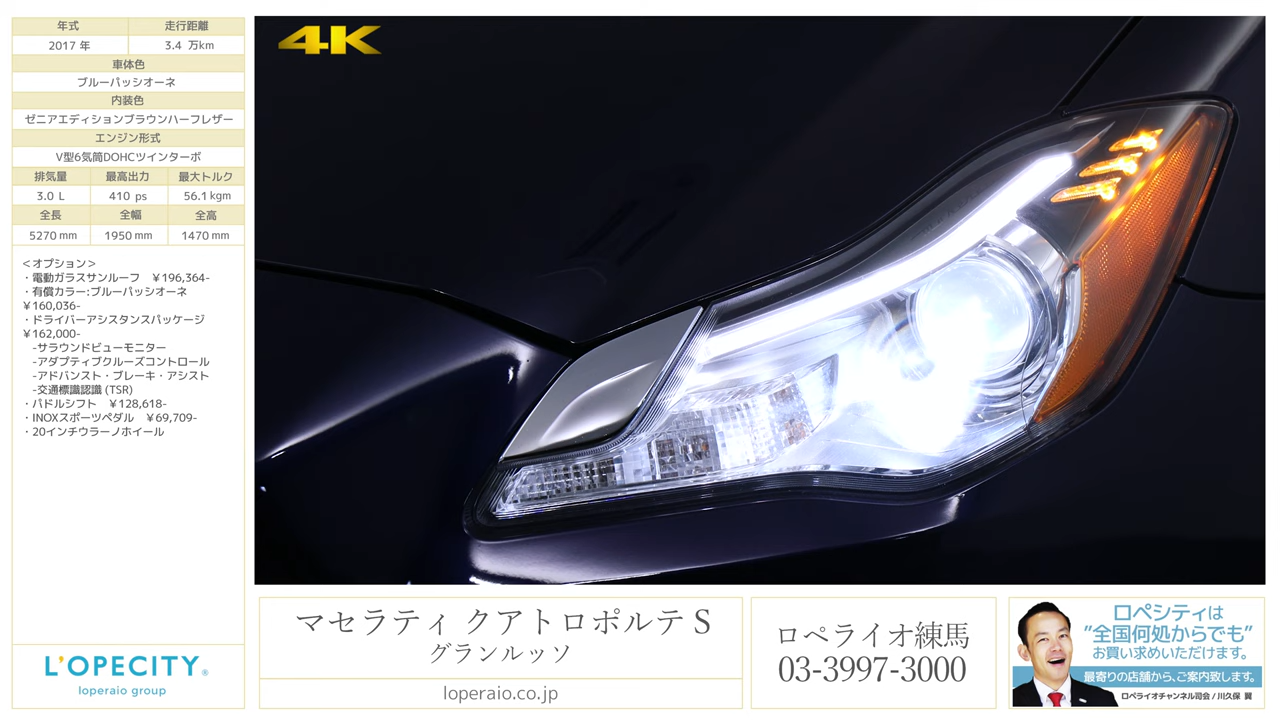 年式 走行距離
2017 年 3.4 万km
車体色
ブルーパッシオーネ
内装色
ゼニアエディションブラウンハーフレザー
エンジン形式
V型6気筒DOHCツインターボ
排気量 最高出力 最大トルク
3.0 L 410 ps 56.1 kgm
全長 全幅 全高
5270 mm 1950 mm 1470 mm
＜オプション＞
・電動ガラスサンルーフ ￥196,364-
・有償カラー:ブルーパッシオーネ
￥160,036-
・ドライバーアシスタンスパッケージ
￥162,000-
-サラウンドビューモニター
-アダプティブクルーズコントロール
-アドバンスト・ブレーキ・アシスト
-交通標識認識 (TSR)
・パドルシフト ￥128,618-
・INOXスポーツペダル ￥69,709-
・20インチウラーノホイール
L'OPECITY®
loperaio group
4K
マセラティ クアトロポルテ S
グランルッソ
loperaio.co.jp
ロペライオ練馬
03-3997-3000
ロペシティは
"全国何処からでも"
お買い求めいただけます。
最寄りの店舗から、ご案内致します。
ロペライオチャンネル司会 / 川久保 翼